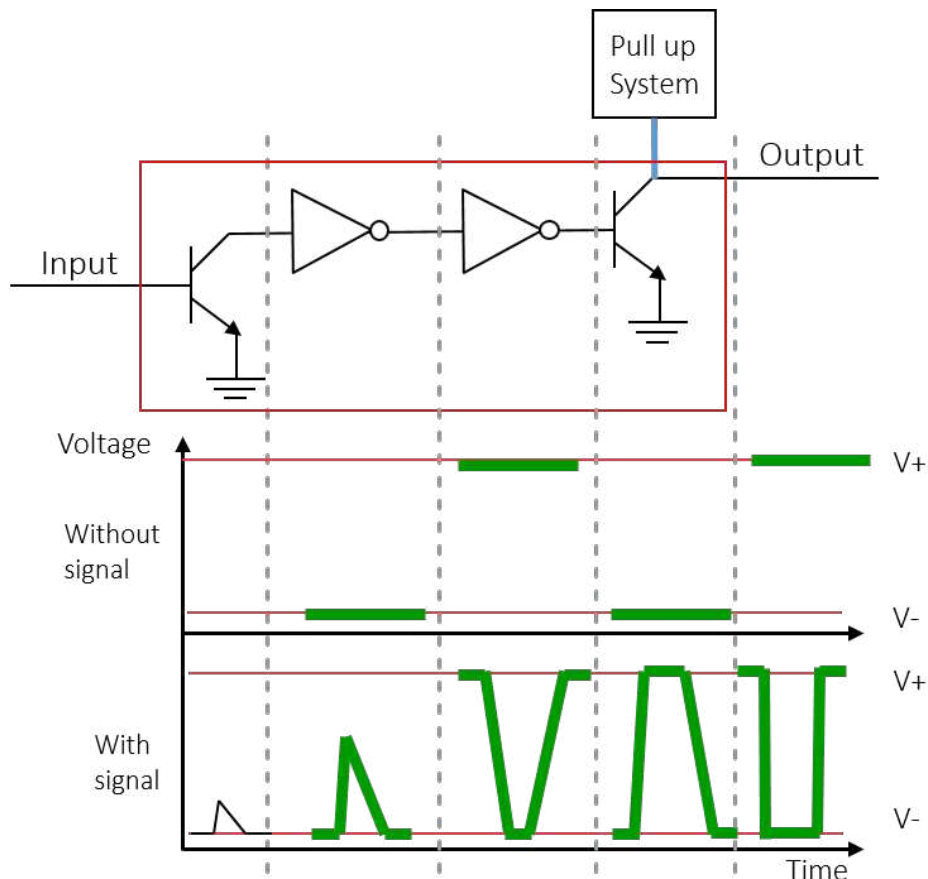 Pull up
System
Output
Input
Voltage
V+
Without
signal
V-
V+
With
signal
V-
Time